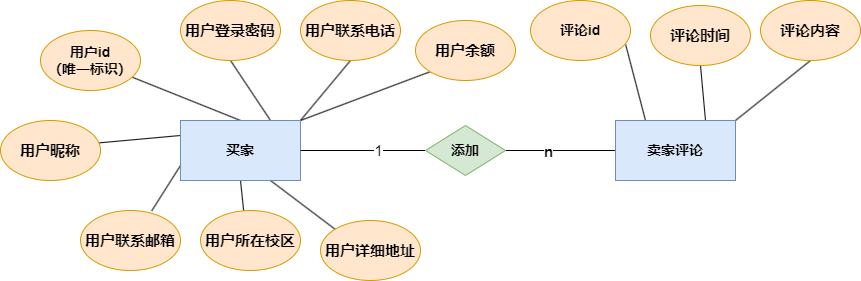 用户id
(唯一标识)
用户登录密码
用户联系电话
用户余额
评论id
评论时间
评论内容
用户昵称
买家
1
添加
n
卖家评论
用户联系邮箱
用户所在校区
用户详细地址